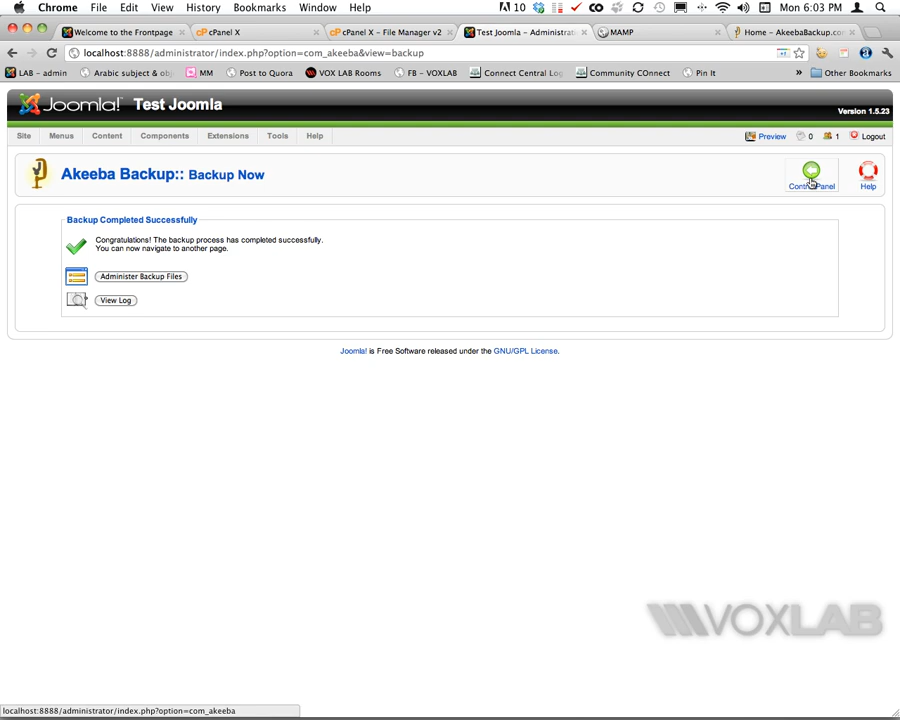 Chrome File Edit View History Bookmarks Window Help 10 Mon 6:03 PM
Welcome to the Frontpage cPanel X cPanel X - File Manager v2 Test Joomla - Administrat MAMP Home - AkeebaBackup.co
localhost:8888/administrator/index.php?option=com_akeeba&view=backup
LAB - admin Arabic subject & obj MM Post to Quora VOX LAB Rooms FB - VOXLAB Connect Central Log Community COnnect Pin It » Other Bookmarks
Joomla! Test Joomla
Version 1.5.23
Site Menus Content Components Extensions Tools Help Preview 0 1 Logout
Akeeba Backup:: Backup Now
Control Panel Help
Backup Completed Successfully
Congratulations! The backup process has completed successfully.
You can now navigate to another page.
Administer Backup Files
View Log
Joomla! is Free Software released under the GNU/GPL License.
VOXLAB
localhost:8888/administrator/index.php?option=com_akeeba